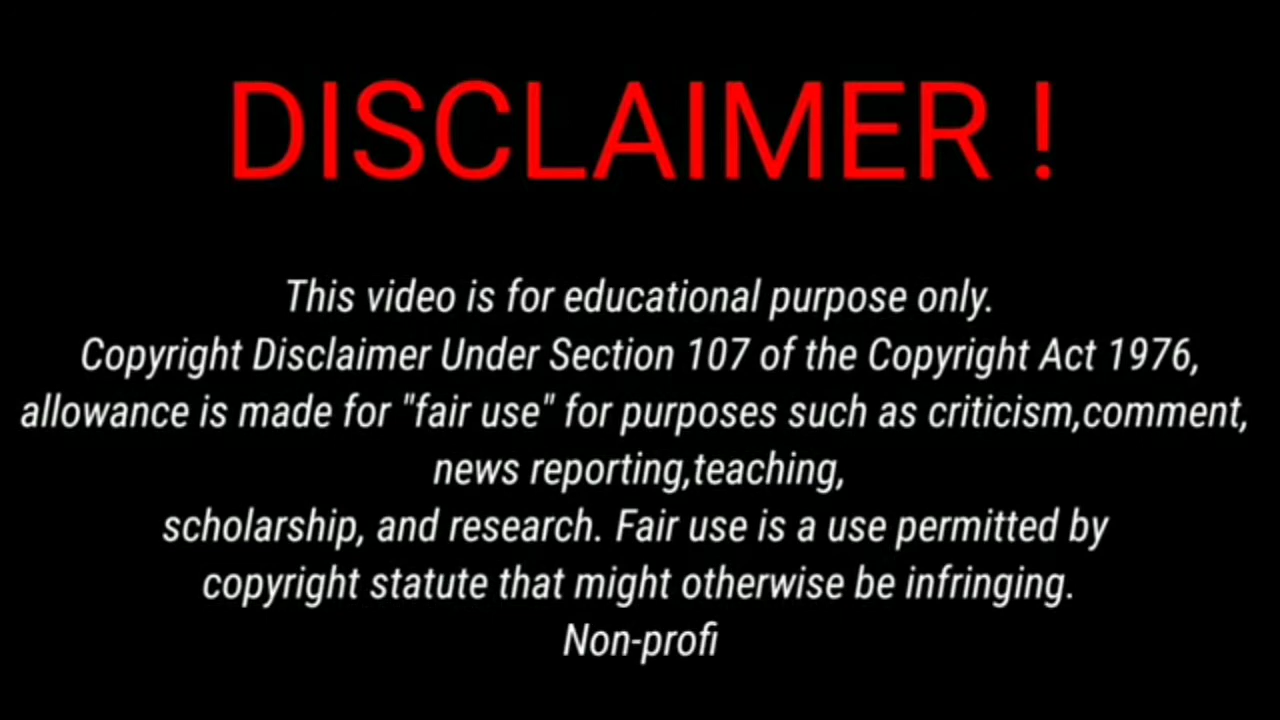 DISCLAIMER !
This video is for educational purpose only.
Copyright Disclaimer Under Section 107 of the Copyright Act 1976,
allowance is made for "fair use" for purposes such as criticism,comment,
news reporting,teaching,
scholarship, and research. Fair use is a use permitted by
copyright statute that might otherwise be infringing.
Non-profi